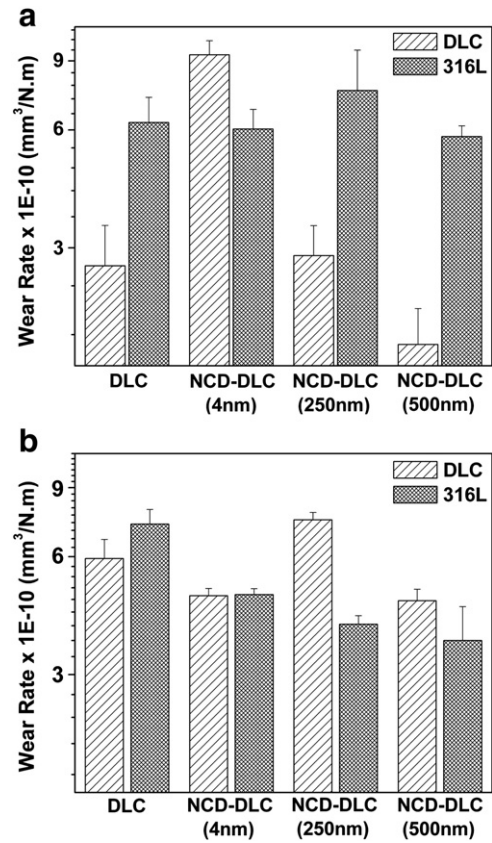 a
Wear Rate x 1E-10 (mm³/N.m)
9
6
3
DLC
316L
DLC NCD-DLC NCD-DLC NCD-DLC
(4nm) (250nm) (500nm)
b
Wear Rate x 1E-10 (mm³/N.m)
9
6
3
DLC
316L
DLC NCD-DLC NCD-DLC NCD-DLC
(4nm) (250nm) (500nm)